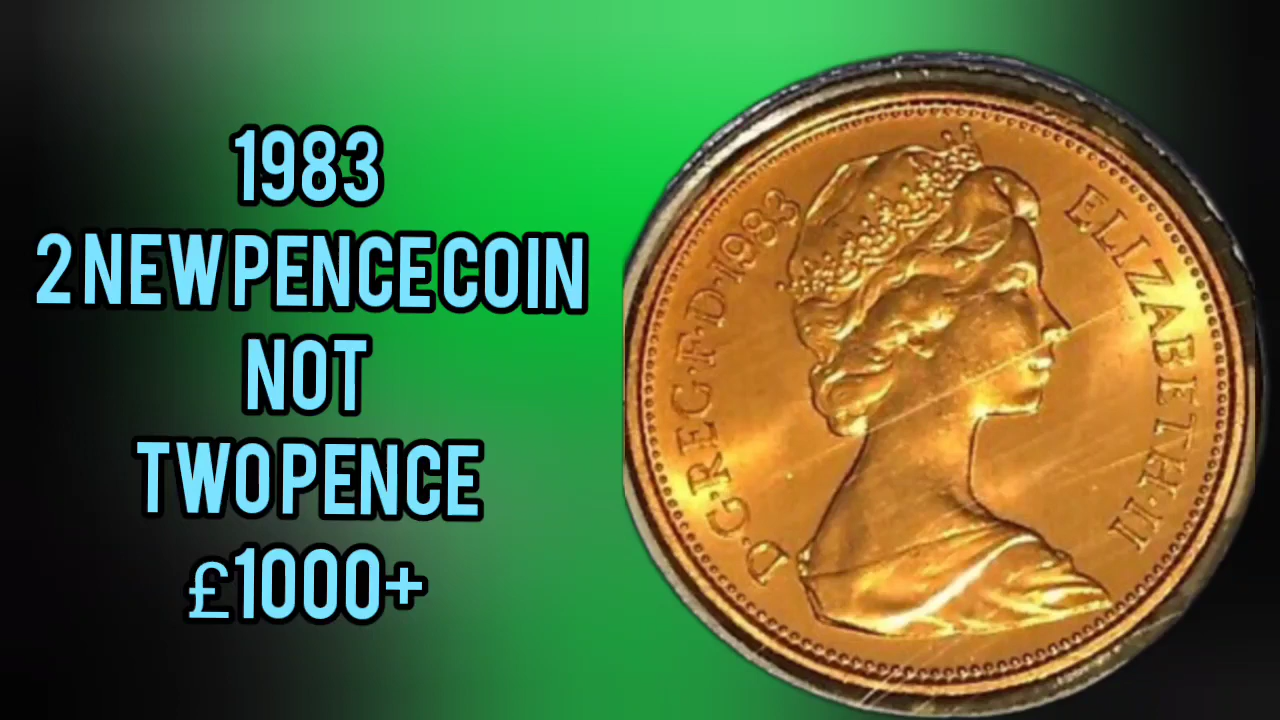 1983
2 NEW PENCE COIN
NOT
TWO PENCE
£1000+
D·G·REG·F·D·1983
ELIZABETH·II